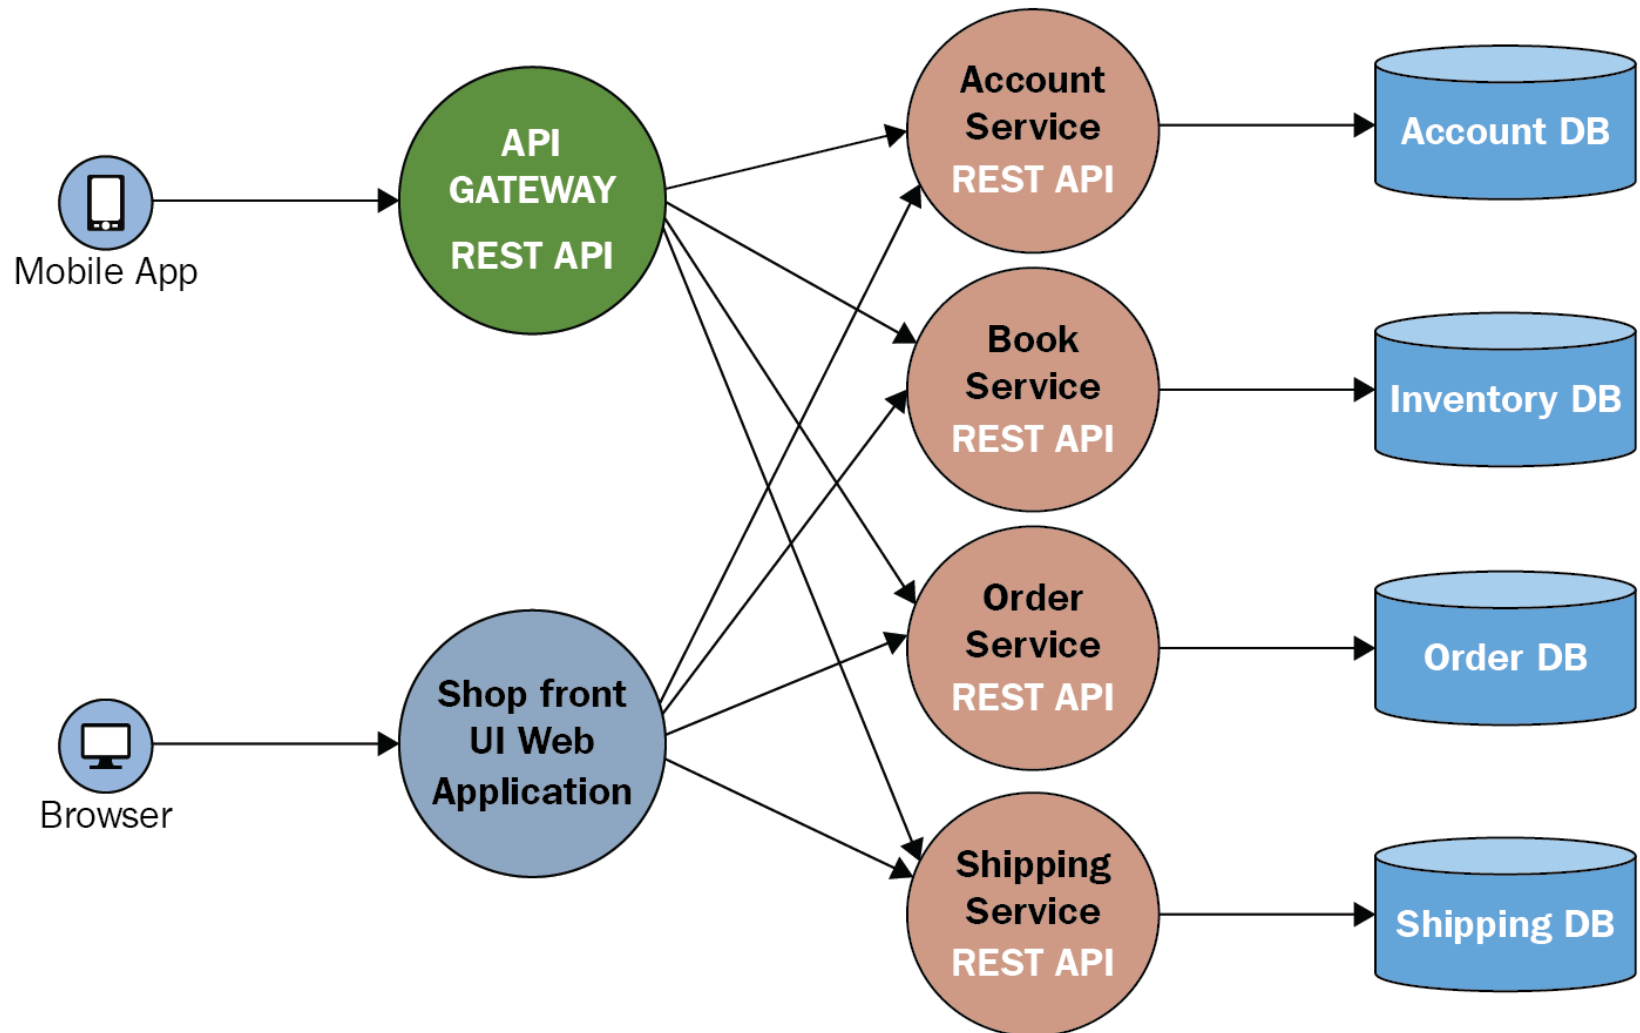 Mobile App
API
GATEWAY
REST API
Browser
Shop front
UI Web
Application
Account
Service
REST API
Book
Service
REST API
Order
Service
REST API
Shipping
Service
REST API
Account DB
Inventory DB
Order DB
Shipping DB